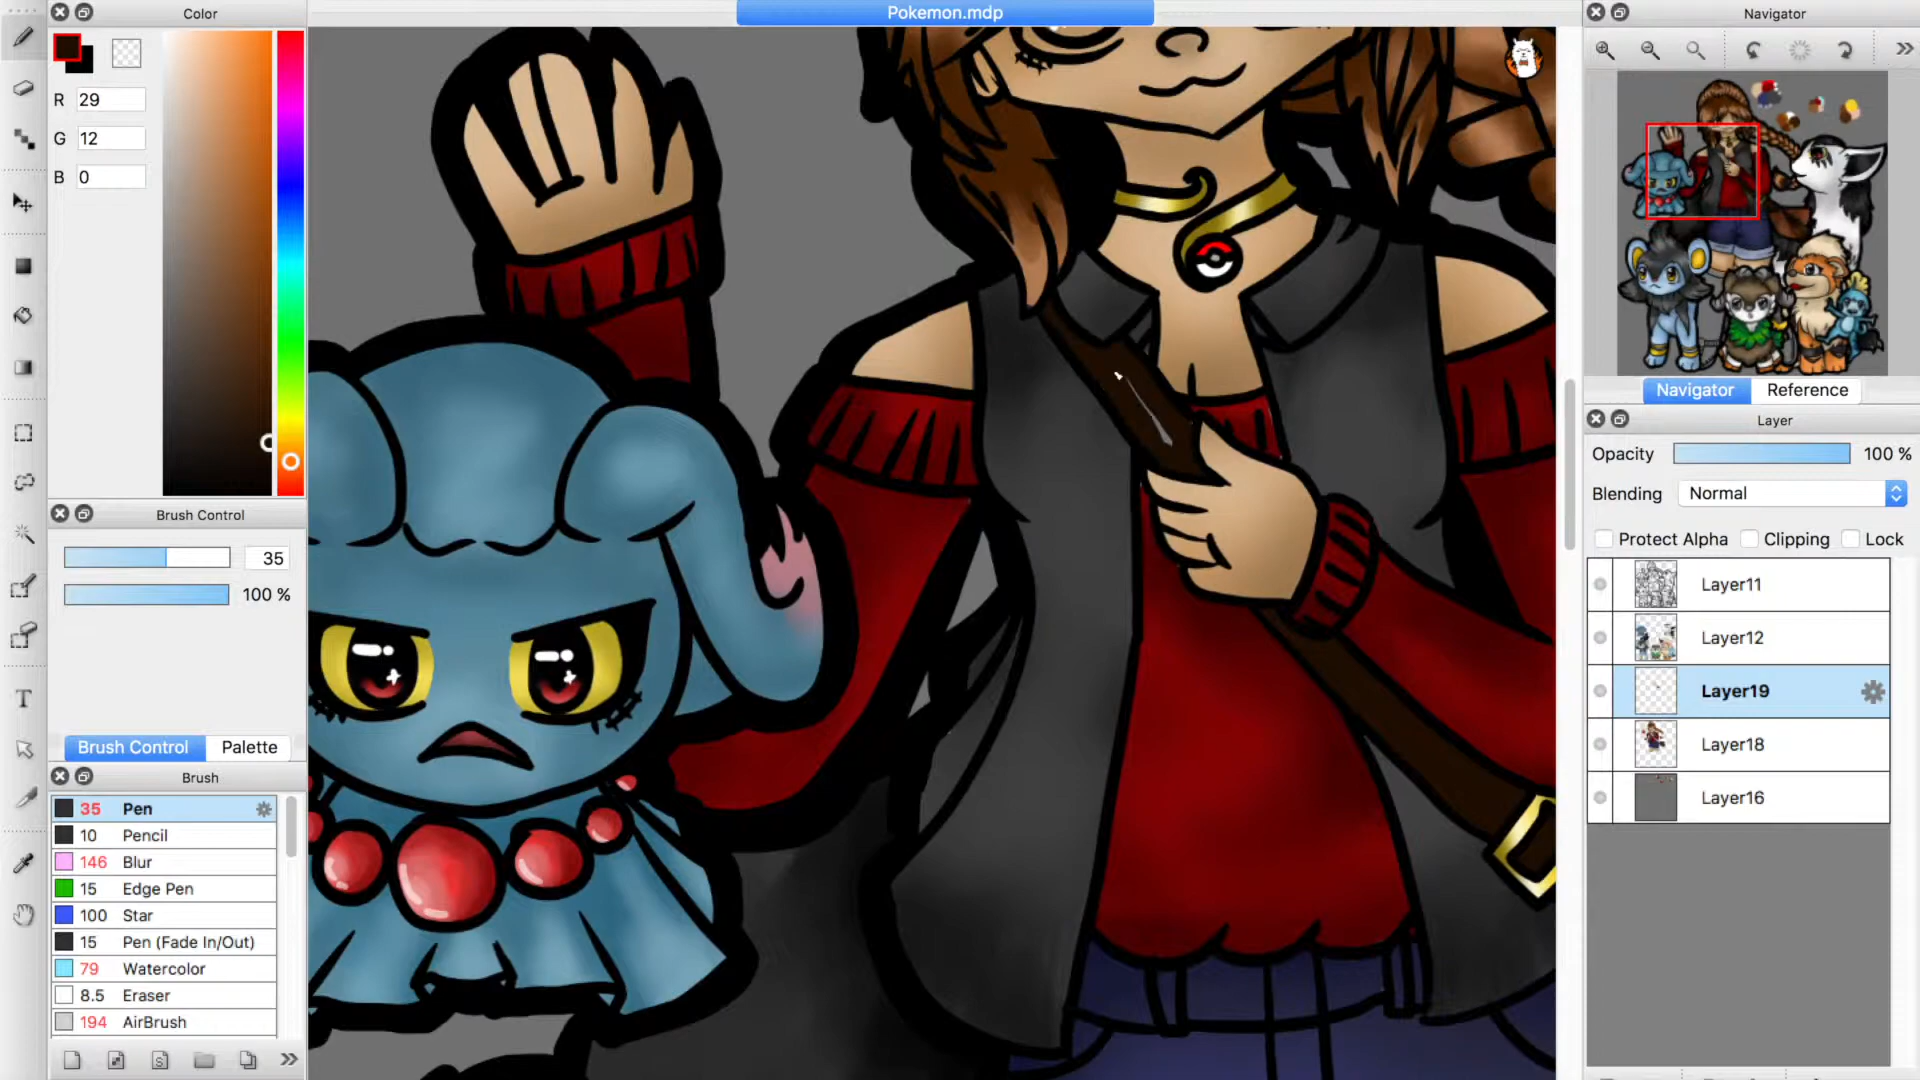 Color
Pokemon.mdp
Navigator
R 29
G 12
B 0
Navigator
Reference
Layer
Opacity 100 %
Blending Normal
Protect Alpha Clipping Lock
Brush Control
35
100 %
Layer11
Layer12
Layer19
Layer18
Layer16
Brush Control
Palette
Brush
35 Pen
10 Pencil
146 Blur
15 Edge Pen
100 Star
15 Pen (Fade In/Out)
79 Watercolor
8.5 Eraser
194 AirBrush
T
S